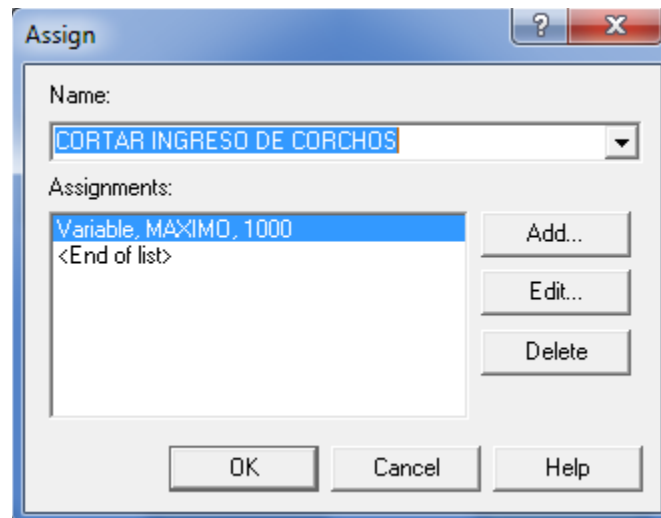 Assign
?
X
Name:
CORTAR INGRESO DE CORCHOS
Assignments:
Variable, MAXIMO, 1000
<End of list>
Add...
Edit...
Delete
OK
Cancel
Help